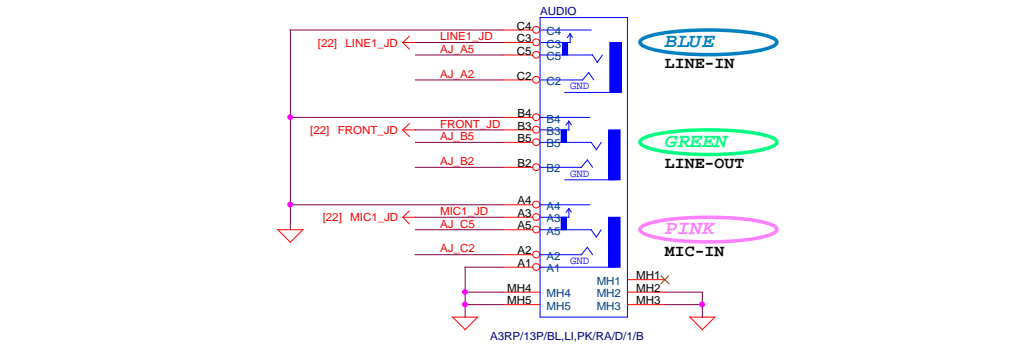 AUDIO
C4 C4
[22] LINE1_JD LINE1_JD C3 C3
AJ_A5 C5 C5
AJ_A2 C2 C2
GND
BLUE
LINE-IN
B4 B4
[22] FRONT_JD FRONT_JD B3 B3
AJ_B5 B5 B5
AJ_B2 B2 B2
GND
GREEN
LINE-OUT
A4 A4
[22] MIC1_JD MIC1_JD A3 A3
AJ_C5 A5 A5
AJ_C2 A2 A2
GND
A1 A1
PINK
MIC-IN
MH1 MH1
MH4 MH4 MH2 MH2
MH5 MH5 MH3 MH3
A3RP/13P/BL,LI,PK/RA/D/1/B